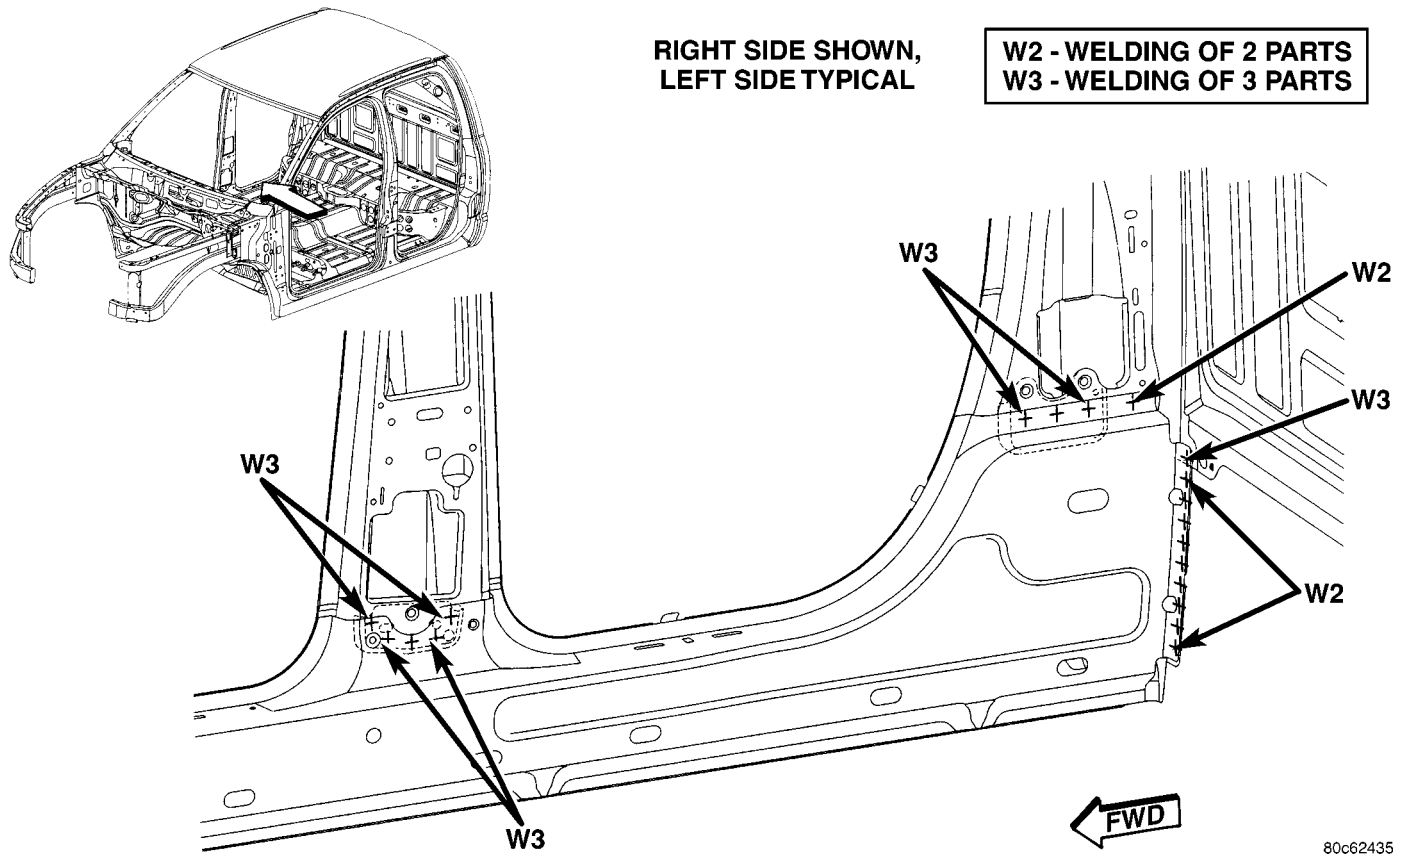 RIGHT SIDE SHOWN,
LEFT SIDE TYPICAL
W2 - WELDING OF 2 PARTS
W3 - WELDING OF 3 PARTS
W3
W2
W3
W3
W2
W3
FWD
80c62435